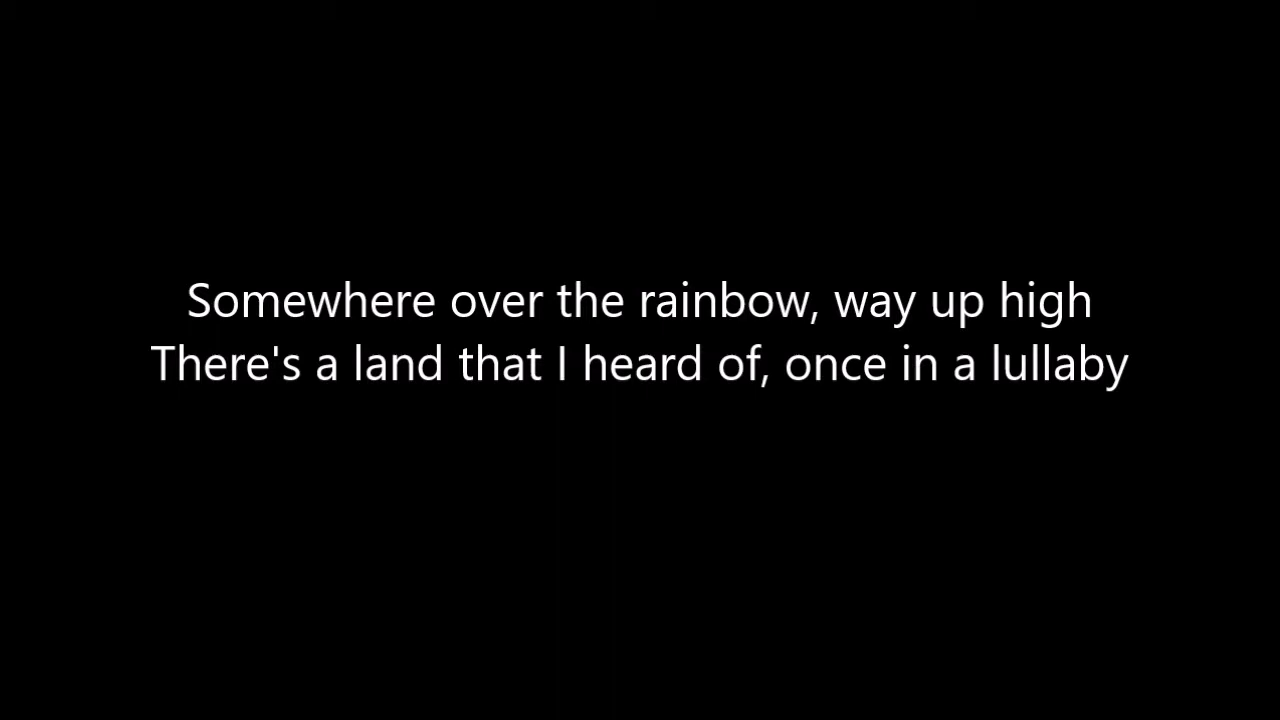 Somewhere over the rainbow, way up high
There's a land that I heard of, once in a lullaby